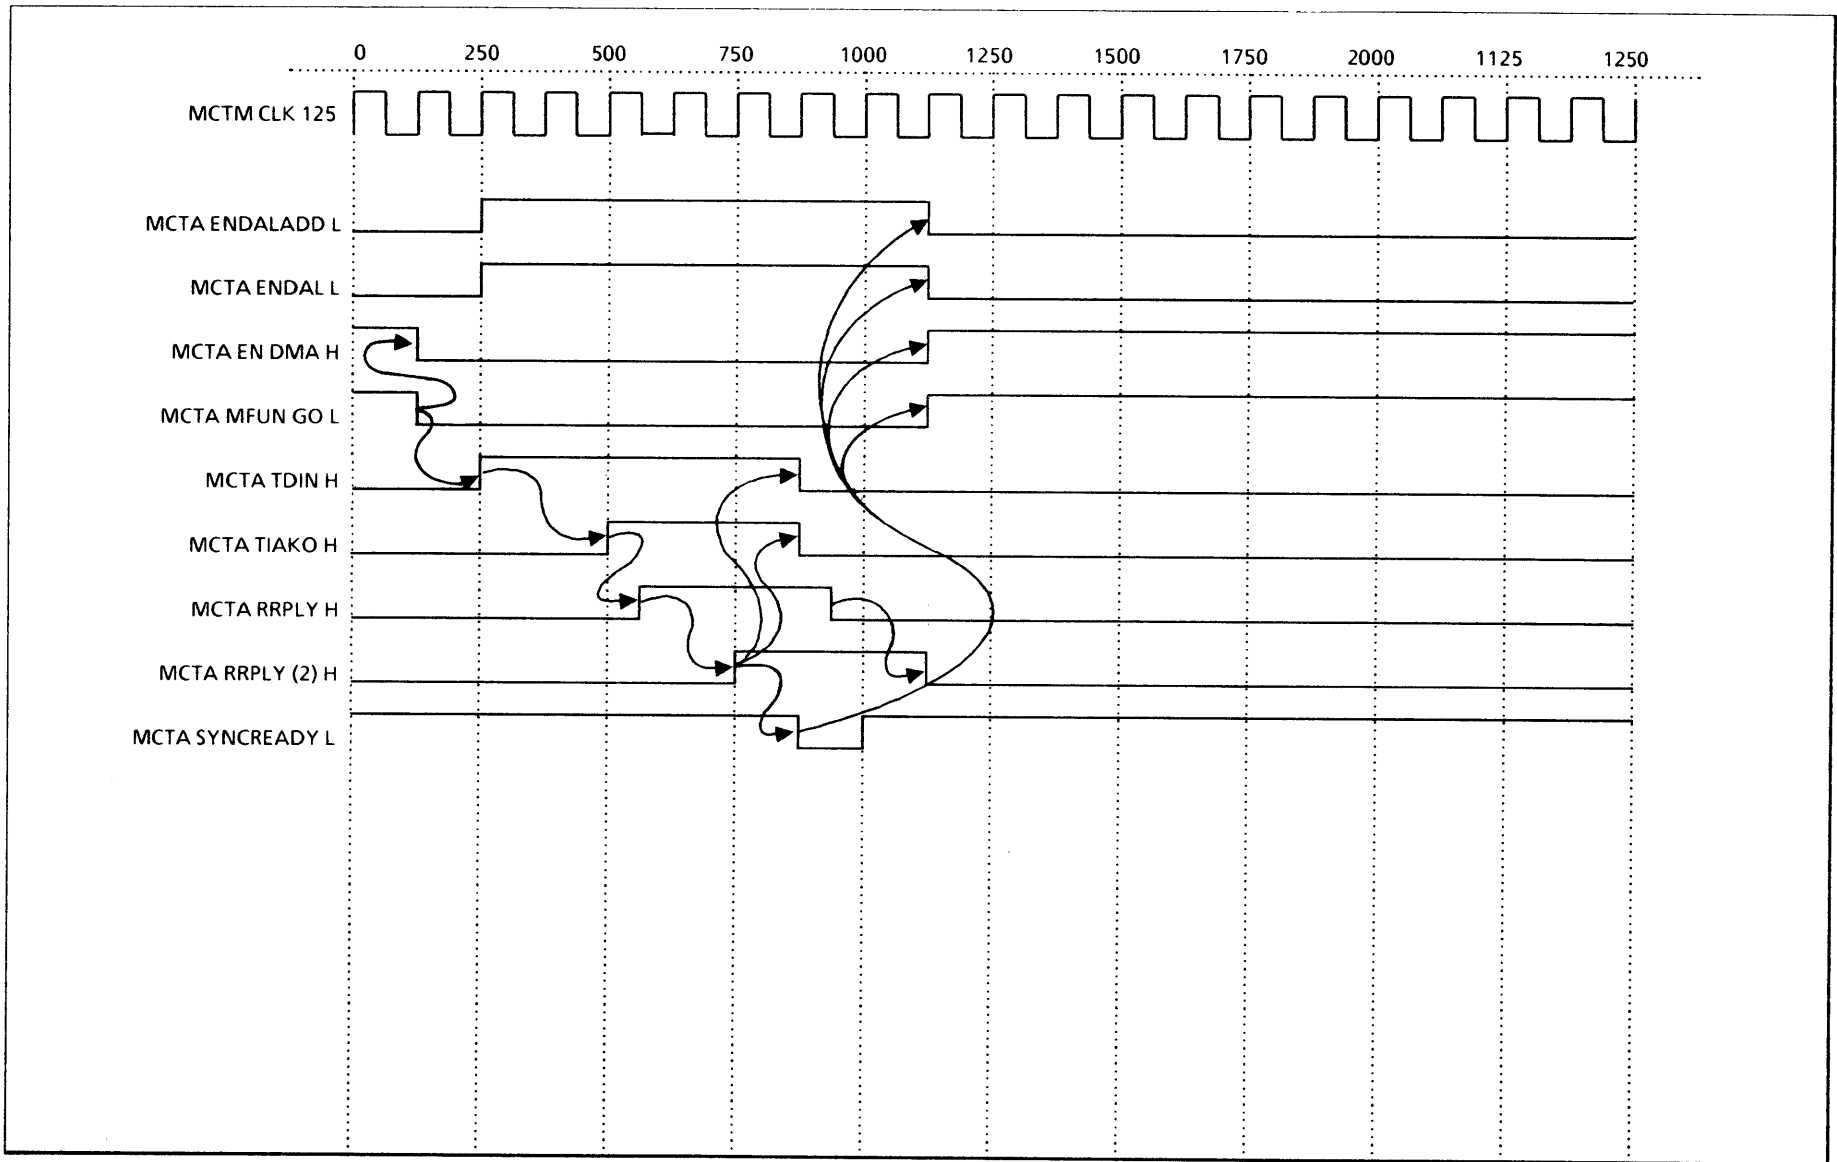 0 250 500 750 1000 1250 1500 1750 2000 1125 1250
MCTM CLK 125
MCTA ENDALADD L
MCTA ENDAL L
MCTA EN DMA H
MCTA MFUN GO L
MCTA TDIN H
MCTA TIAKO H
MCTA RRPLY H
MCTA RRPLY (2) H
MCTA SYNCREADY L